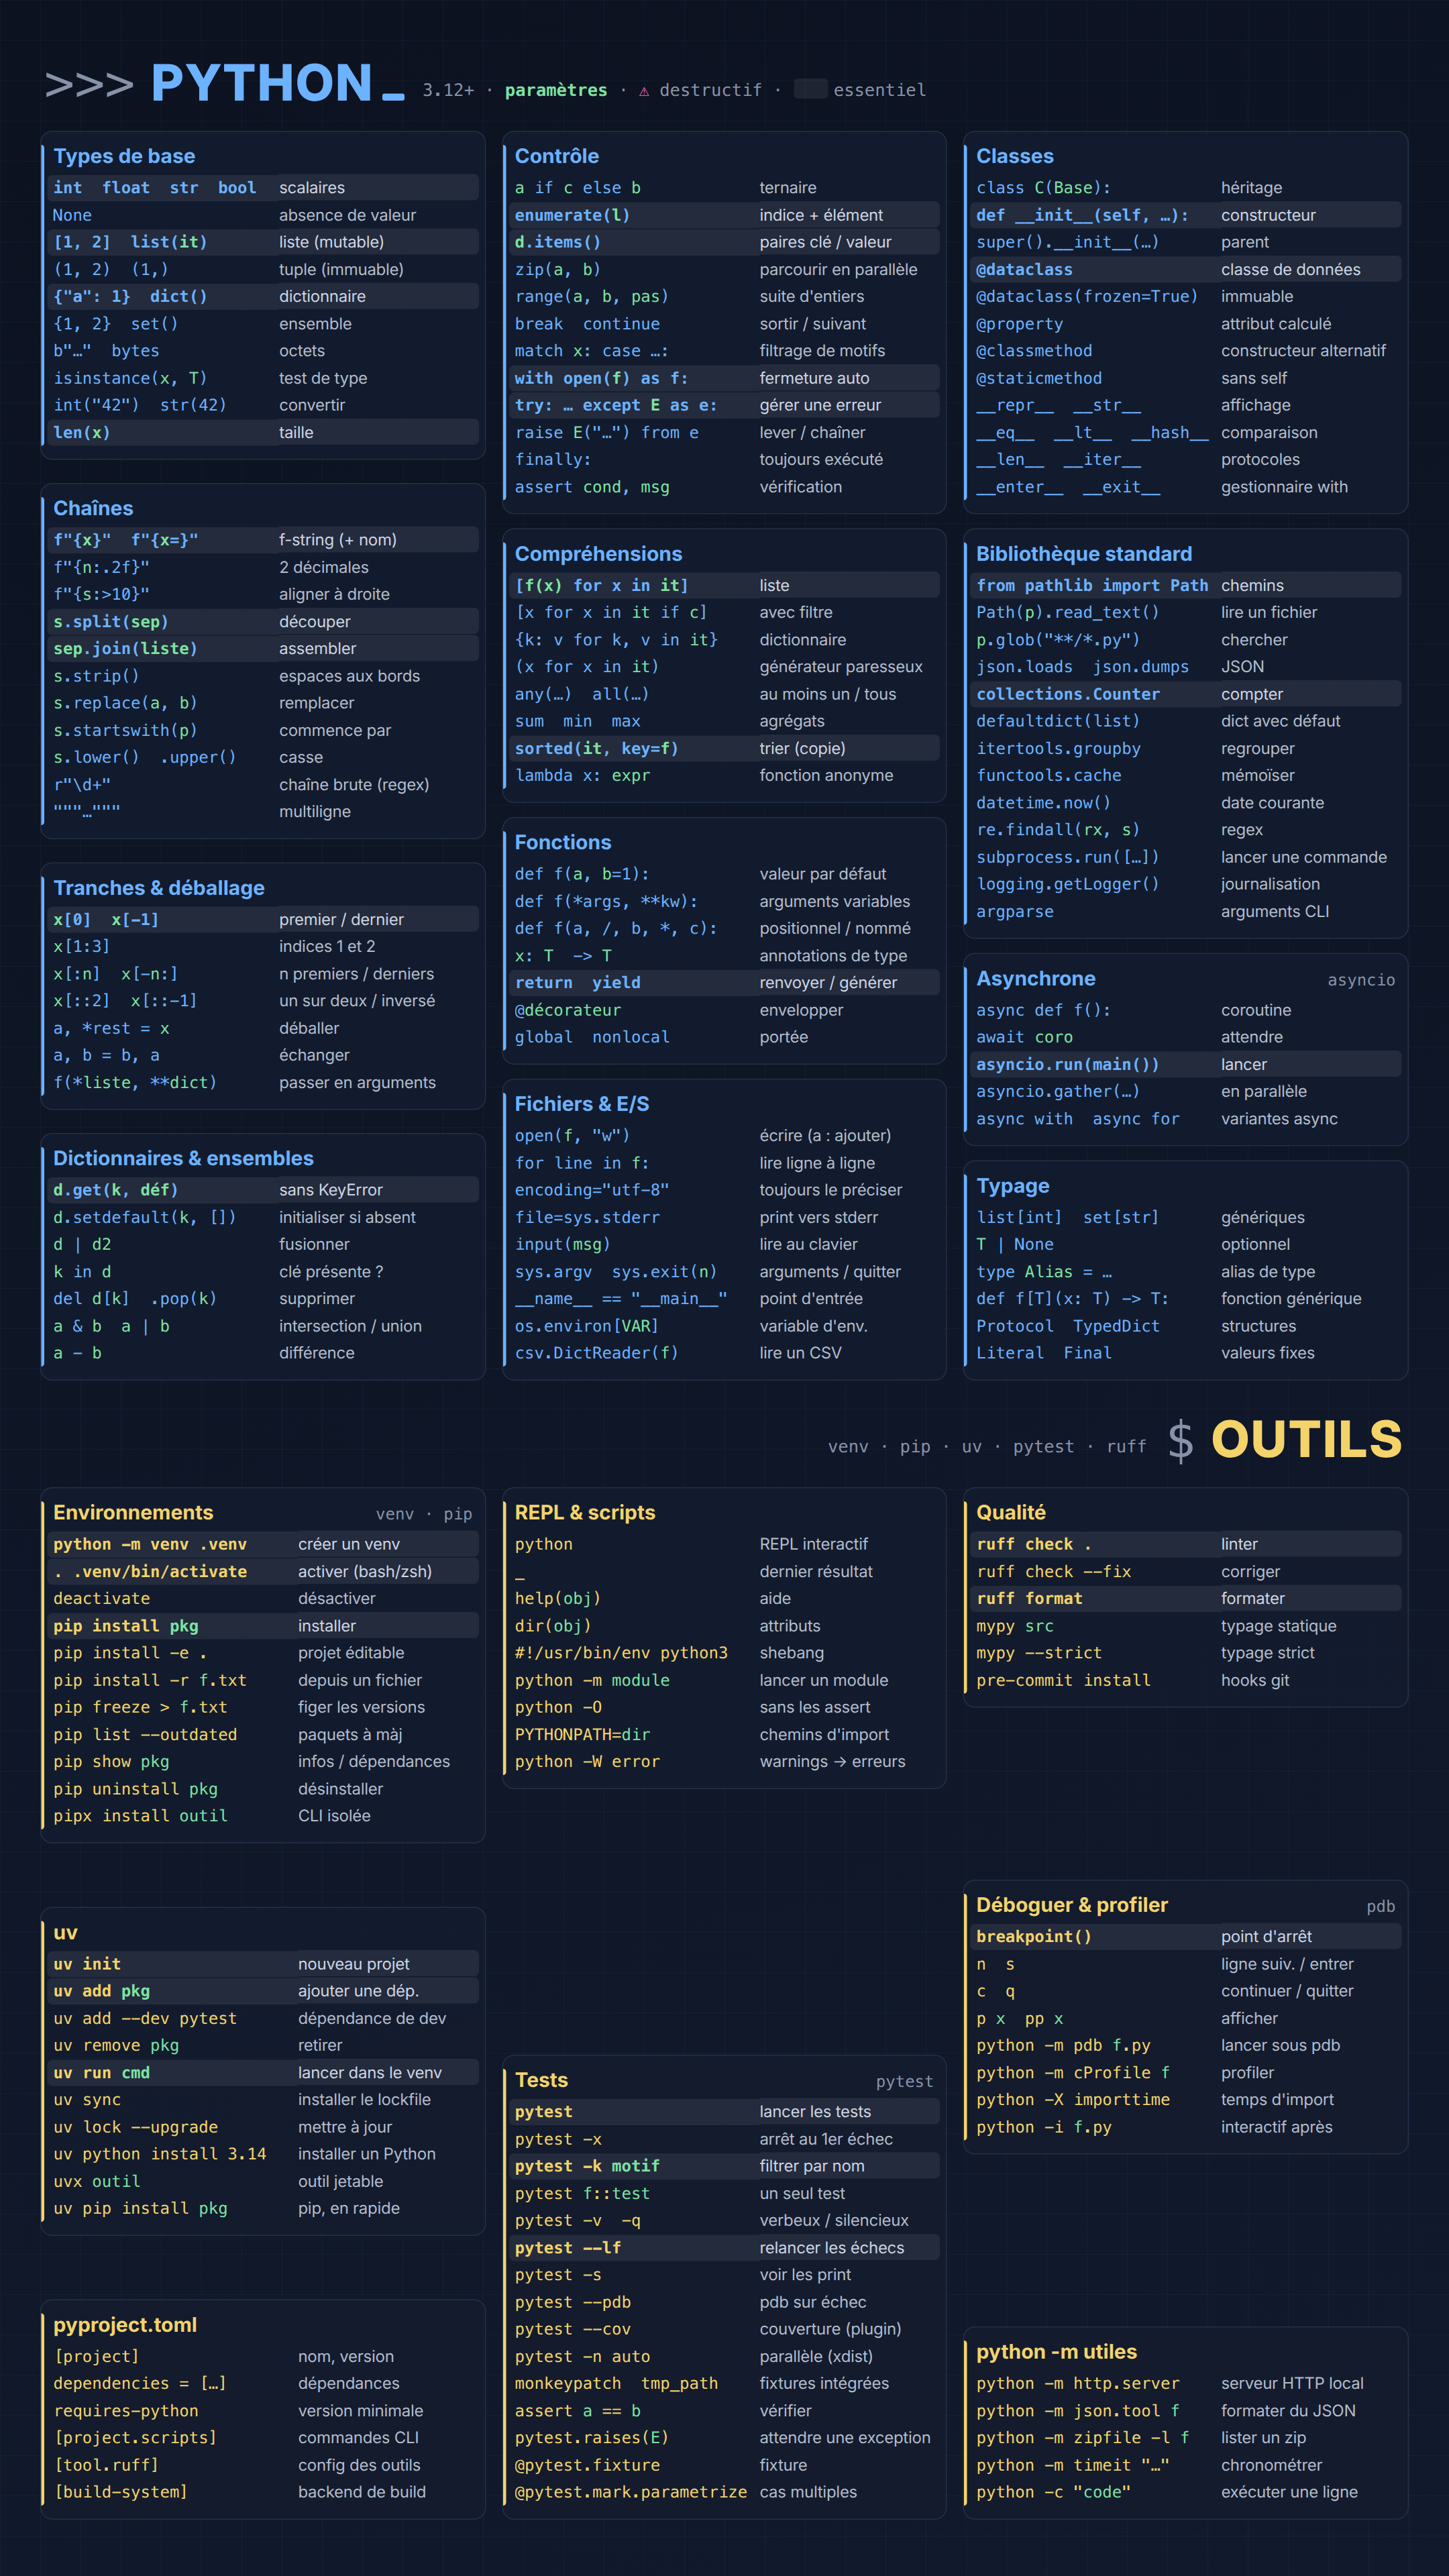 >>> PYTHON_ 3.12+ · paramètres · ⚠ destructif · essentiel
Types de base
int float str bool scalaires
None absence de valeur
[1, 2] list(it) liste (mutable)
(1, 2) (1,) tuple (immuable)
{"a": 1} dict() dictionnaire
{1, 2} set() ensemble
b"…" bytes octets
isinstance(x, T) test de type
int("42") str(42) convertir
len(x) taille
Chaînes
f"{x}" f"{x=}" f-string (+ nom)
f"{n:.2f}" 2 décimales
f"{s:>10}" aligner à droite
s.split(sep) découper
sep.join(liste) assembler
s.strip() espaces aux bords
s.replace(a, b) remplacer
s.startswith(p) commence par
s.lower() .upper() casse
r"\d+" chaîne brute (regex)
"""…""" multiligne
Tranches & déballage
x[0] x[-1] premier / dernier
x[1:3] indices 1 et 2
x[:n] x[-n:] n premiers / derniers
x[::2] x[::-1] un sur deux / inversé
a, *rest = x déballer
a, b = b, a échanger
f(*liste, **dict) passer en arguments
Dictionnaires & ensembles
d.get(k, déf) sans KeyError
d.setdefault(k, []) initialiser si absent
d | d2 fusionner
k in d clé présente ?
del d[k] .pop(k) supprimer
a & b a | b intersection / union
a - b différence
Contrôle
a if c else b ternaire
enumerate(l) indice + élément
d.items() paires clé / valeur
zip(a, b) parcourir en parallèle
range(a, b, pas) suite d'entiers
break continue sortir / suivant
match x: case …: filtrage de motifs
with open(f) as f: fermeture auto
try: … except E as e: gérer une erreur
raise E("…") from e lever / chaîner
finally: toujours exécuté
assert cond, msg vérification
Compréhensions
[f(x) for x in it] liste
[x for x in it if c] avec filtre
{k: v for k, v in it} dictionnaire
(x for x in it) générateur paresseux
any(…) all(…) au moins un / tous
sum min max agrégats
sorted(it, key=f) trier (copie)
lambda x: expr fonction anonyme
Fonctions
def f(a, b=1): valeur par défaut
def f(*args, **kw): arguments variables
def f(a, /, b, *, c): positionnel / nommé
x: T -> T annotations de type
return yield renvoyer / générer
@décorateur envelopper
global nonlocal portée
Fichiers & E/S
open(f, "w") écrire (a : ajouter)
for line in f: lire ligne à ligne
encoding="utf-8" toujours le préciser
file=sys.stderr print vers stderr
input(msg) lire au clavier
sys.argv sys.exit(n) arguments / quitter
__name__ == "__main__" point d'entrée
os.environ[VAR] variable d'env.
csv.DictReader(f) lire un CSV
Classes
class C(Base): héritage
def __init__(self, …): constructeur
super().__init__(…) parent
@dataclass classe de données
@dataclass(frozen=True) immuable
@property attribut calculé
@classmethod constructeur alternatif
@staticmethod sans self
__repr__ __str__ affichage
__eq__ __lt__ __hash__ comparaison
__len__ __iter__ protocoles
__enter__ __exit__ gestionnaire with
Bibliothèque standard
from pathlib import Path chemins
Path(p).read_text() lire un fichier
p.glob("**/*.py") chercher
json.loads json.dumps JSON
collections.Counter compter
defaultdict(list) dict avec défaut
itertools.groupby regrouper
functools.cache mémoïser
datetime.now() date courante
re.findall(rx, s) regex
subprocess.run([…]) lancer une commande
logging.getLogger() journalisation
argparse arguments CLI
Asynchrone asyncio
async def f(): coroutine
await coro attendre
asyncio.run(main()) lancer
asyncio.gather(…) en parallèle
async with async for variantes async
Typage
list[int] set[str] génériques
T | None optionnel
type Alias = … alias de type
def f[T](x: T) -> T: fonction générique
Protocol TypedDict structures
Literal Final valeurs fixes
venv · pip · uv · pytest · ruff $ OUTILS
Environnements venv · pip
python -m venv .venv créer un venv
. .venv/bin/activate activer (bash/zsh)
deactivate désactiver
pip install pkg installer
pip install -e . projet éditable
pip install -r f.txt depuis un fichier
pip freeze > f.txt figer les versions
pip list --outdated paquets à màj
pip show pkg infos / dépendances
pip uninstall pkg désinstaller
pipx install outil CLI isolée
uv
uv init nouveau projet
uv add pkg ajouter une dép.
uv add --dev pytest dépendance de dev
uv remove pkg retirer
uv run cmd lancer dans le venv
uv sync installer le lockfile
uv lock --upgrade mettre à jour
uv python install 3.14 installer un Python
uvx outil outil jetable
uv pip install pkg pip, en rapide
pyproject.toml
[project] nom, version
dependencies = […] dépendances
requires-python version minimale
[project.scripts] commandes CLI
[tool.ruff] config des outils
[build-system] backend de build
REPL & scripts
python REPL interactif
_ dernier résultat
help(obj) aide
dir(obj) attributs
#!/usr/bin/env python3 shebang
python -m module lancer un module
python -O sans les assert
PYTHONPATH=dir chemins d'import
python -W error warnings → erreurs
Tests pytest
pytest lancer les tests
pytest -x arrêt au 1er échec
pytest -k motif filtrer par nom
pytest f::test un seul test
pytest -v -q verbeux / silencieux
pytest --lf relancer les échecs
pytest -s voir les print
pytest --pdb pdb sur échec
pytest --cov couverture (plugin)
pytest -n auto parallèle (xdist)
monkeypatch tmp_path fixtures intégrées
assert a == b vérifier
pytest.raises(E) attendre une exception
@pytest.fixture fixture
@pytest.mark.parametrize cas multiples
Qualité
ruff check . linter
ruff check --fix corriger
ruff format formater
mypy src typage statique
mypy --strict typage strict
pre-commit install hooks git
Déboguer & profiler pdb
breakpoint() point d'arrêt
n s ligne suiv. / entrer
c q continuer / quitter
p x pp x afficher
python -m pdb f.py lancer sous pdb
python -m cProfile f profiler
python -X importtime temps d'import
python -i f.py interactif après
python -m utiles
python -m http.server serveur HTTP local
python -m json.tool f formater du JSON
python -m zipfile -l f lister un zip
python -m timeit "…" chronométrer
python -c "code" exécuter une ligne